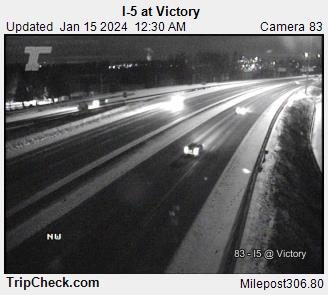 I-5 at Victory
Updated Jan 15 2024 12:30 AM Camera 83
T
NW
83 - I5 @ Victory
TripCheck.com Milepost306.80